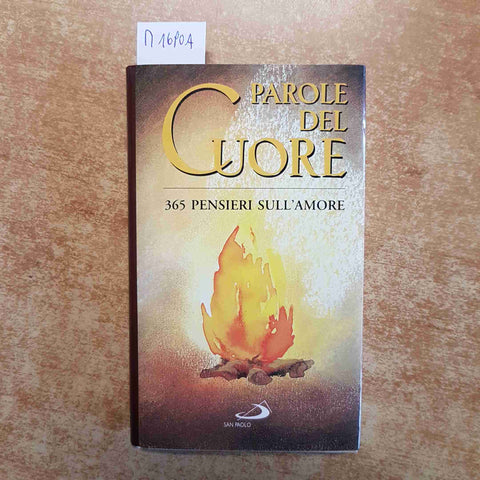 M 16904
PAROLE
DEL
CUORE
365 PENSIERI SULL'AMORE
SAN PAOLO